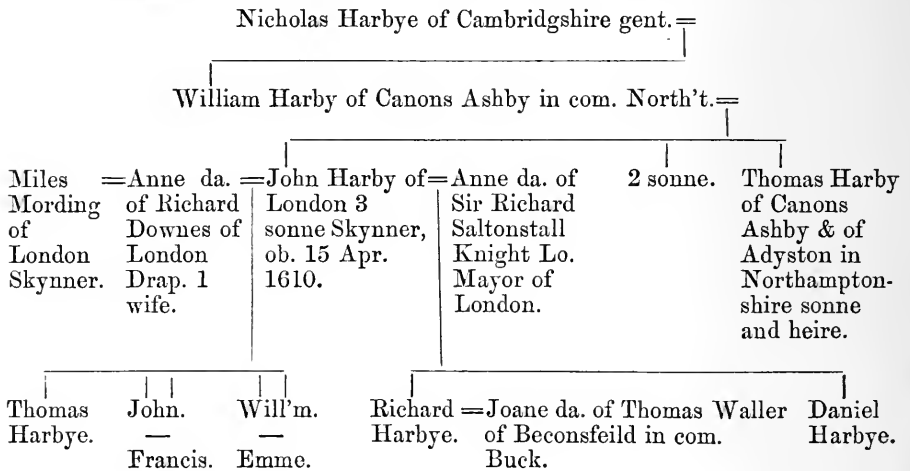 Nicholas Harbye of Cambridgshire gent.=
William Harby of Canons Ashby in com. North't.=
Miles
Mording
of
London
Skynner.
=Anne da.
of Richard
Downes of
London
Drap. 1
wife.
=John Harby of=
London 3
sonne Skynner,
ob. 15 Apr.
1610.
Anne da. of
Sir Richard
Saltonstall
Knight Lo.
Mayor of
London.
2 sonne.
Thomas Harby
of Canons
Ashby & of
Adyston in
Northampton-
shire sonne
and heire.
Thomas
Harbye.
John.
—
Francis.
Will'm.
—
Emme.
Richard
Harbye.
=Joane da. of Thomas Waller
of Beconsfeild in com.
Buck.
Daniel
Harbye.